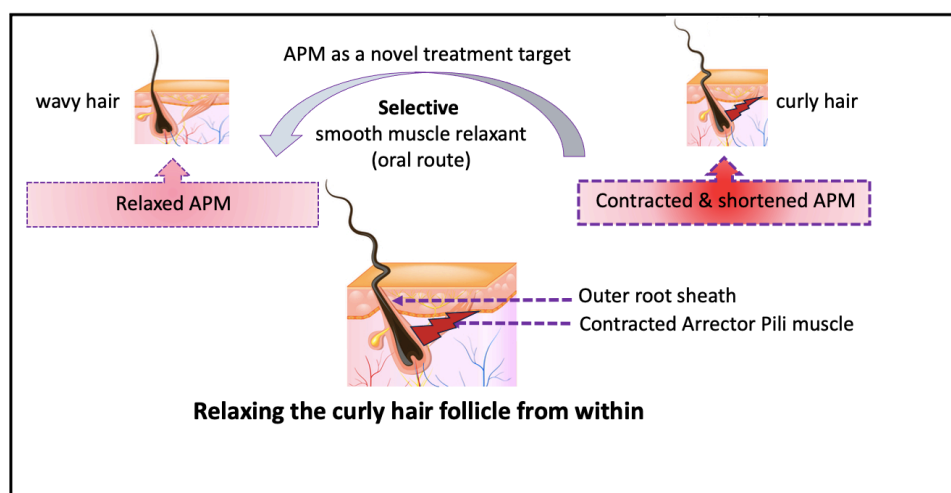 APM as a novel treatment target
wavy hair
curly hair
Selective
smooth muscle relaxant
(oral route)
Relaxed APM
Contracted & shortened APM
Outer root sheath
Contracted Arrector Pili muscle
Relaxing the curly hair follicle from within